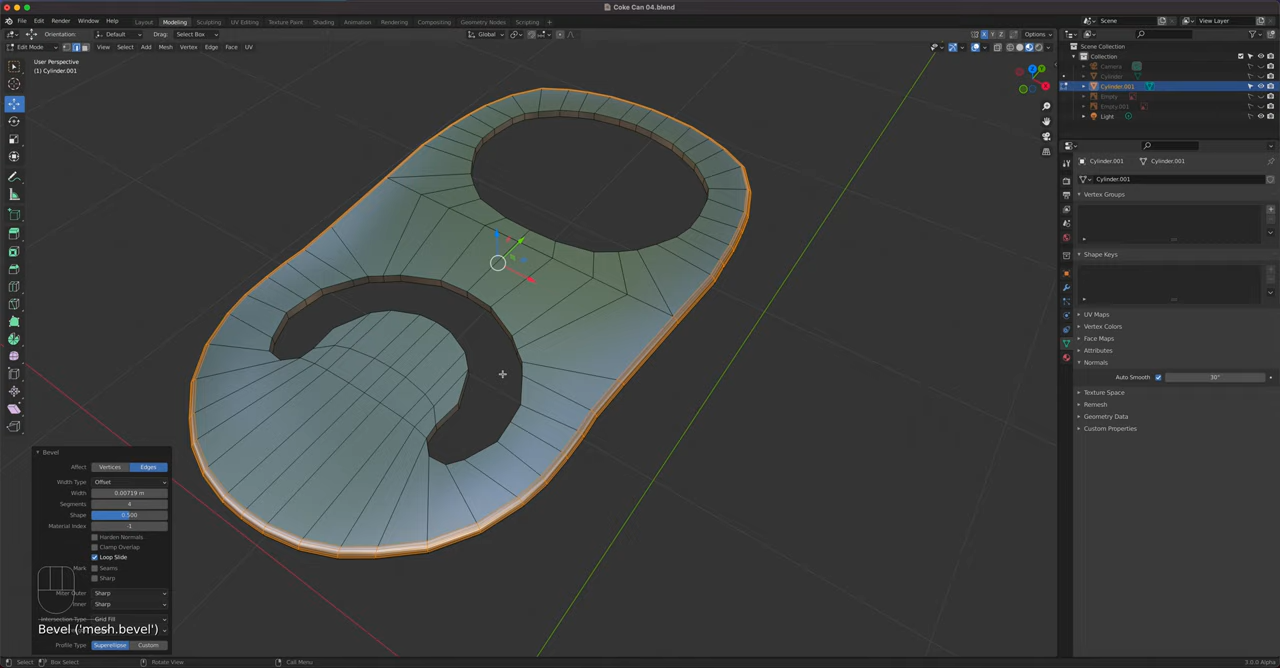 Coke Can 04.blend
File Edit Render Window Help Layout Modeling Sculpting UV Editing Texture Paint Shading Animation Rendering Compositing Geometry Nodes Scripting + Scene View Layer
Orientation: Default Drag: Select Box Global X Y Z Options
Edit Mode View Select Add Mesh Vertex Edge Face UV
User Perspective
(1) Cylinder.001
Scene Collection
Collection
Camera
Cylinder
Cylinder.001
Empty
Empty.001
Light
Cylinder.001 Cylinder.001
Cylinder.001
Vertex Groups
Shape Keys
UV Maps
Vertex Colors
Face Maps
Attributes
Normals
Auto Smooth 30°
Texture Space
Remesh
Geometry Data
Custom Properties
Bevel
Affect Vertices Edges
Width Type Offset
Width 0.00719 m
Segments 4
Shape 0.500
Material Index -1
Harden Normals
Clamp Overlap
Loop Slide
Mark Seams
Sharp
Miter Outer Sharp
Inner Sharp
Intersection Type Grid Fill
Bevel ('mesh.bevel')
Profile Type Superellipse Custom
Select Box Select Rotate View Call Menu 3.0.0 Alpha